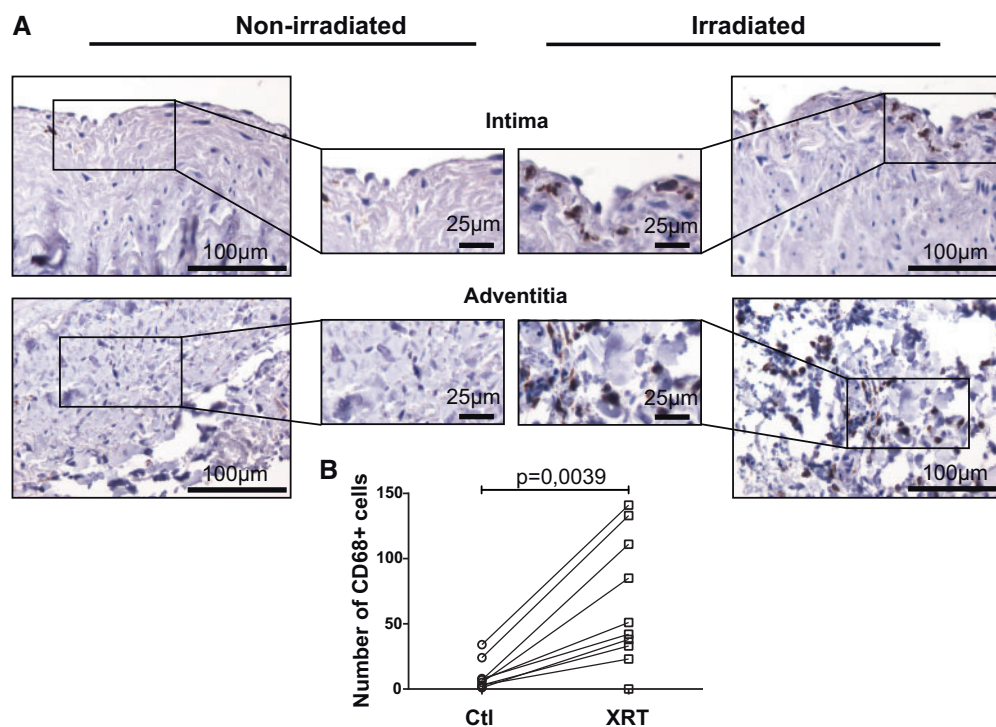 A
Non-irradiated
Irradiated
Intima
25µm
25µm
100µm
100µm
Adventitia
25µm
25µm
100µm
100µm
B
p=0,0039
Number of CD68+ cells
150
100
50
0
Ctl
XRT